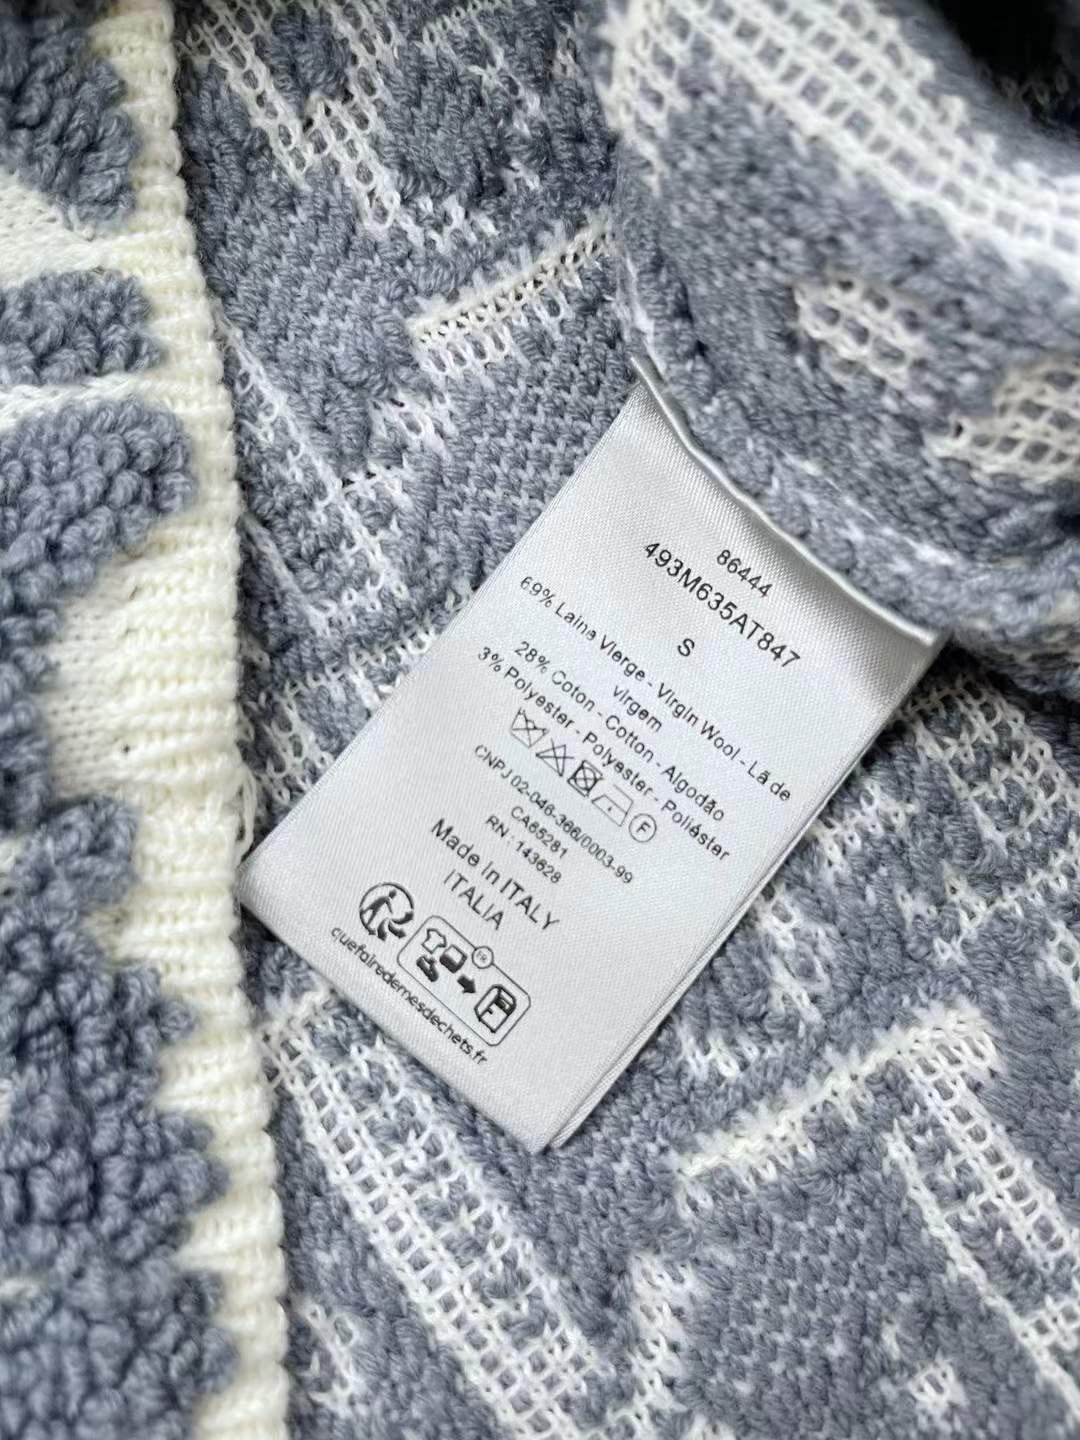 86444
493M635AT847
S
69% Laine Vierge - Virgin Wool - Lã de
virgem
28% Coton - Cotton - Algodão
3% Polyester - Polyester - Poliéster
F
CNPJ 02-046-366/0003-99
CA65281
RN : 143628
Made in ITALY
ITALIA
FR
quefairedemesdechets.fr